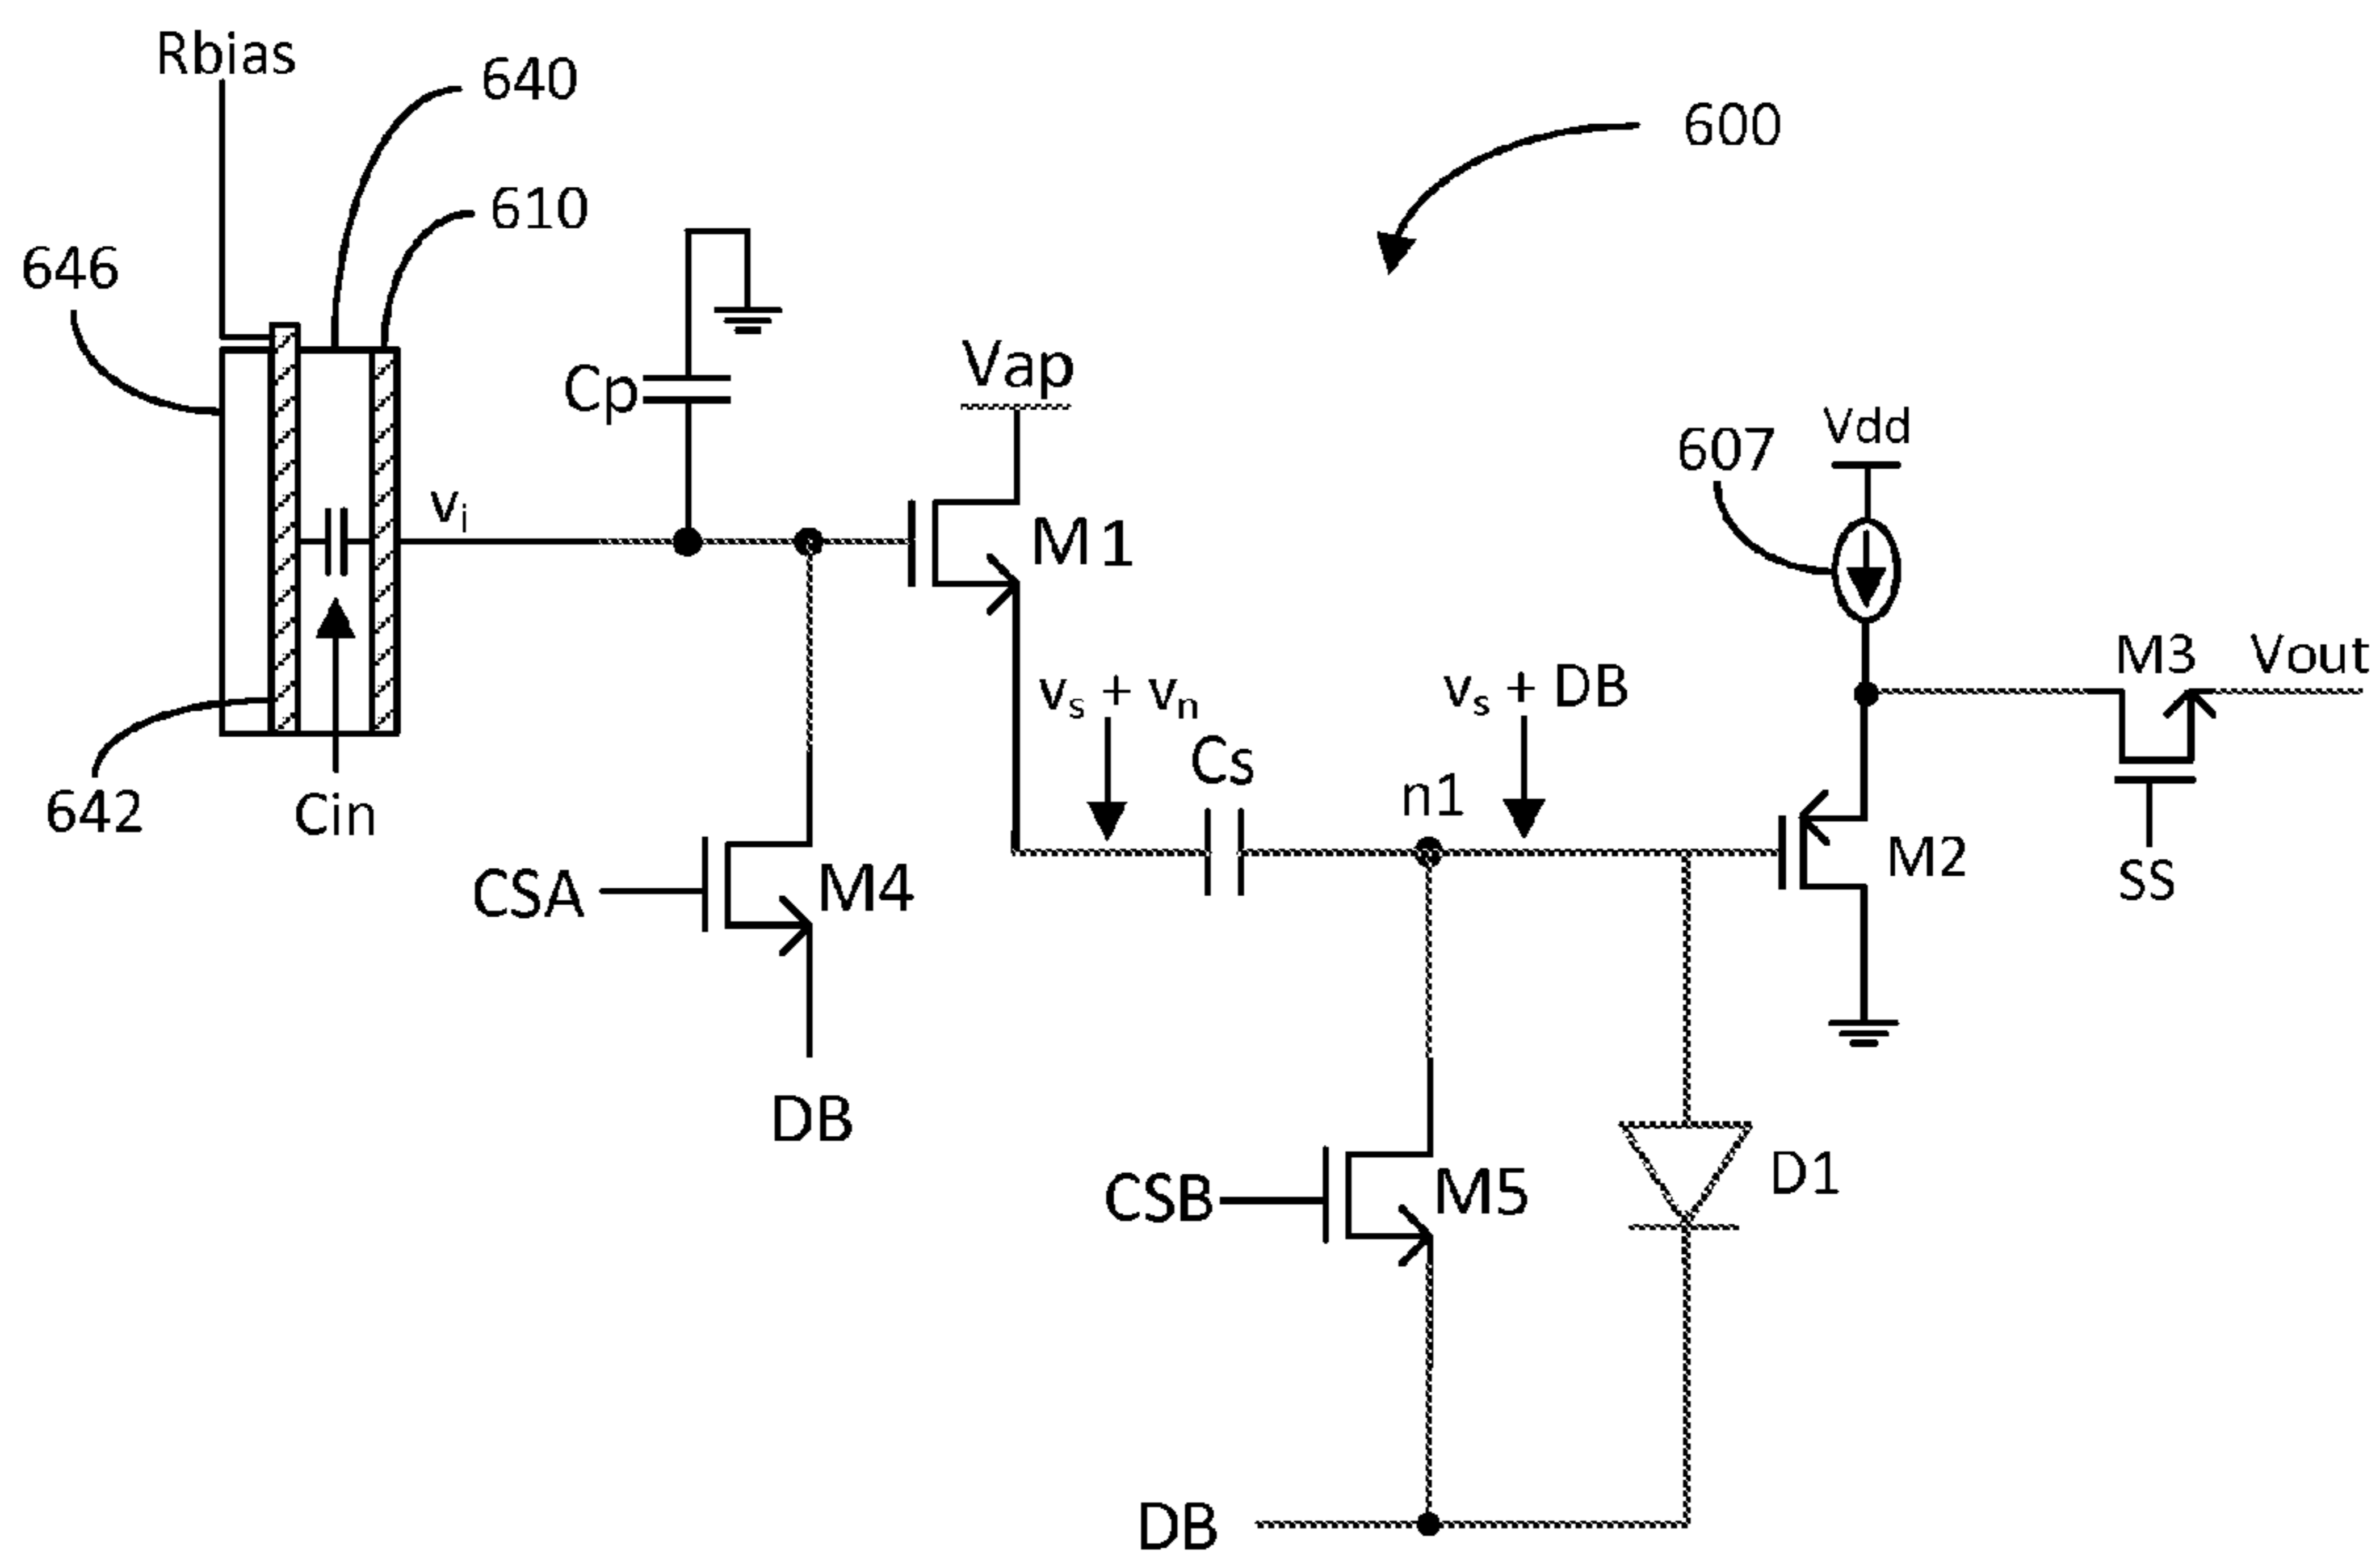 Rbias
640
600
610
646
Vap
Cp
Vdd
607
vi
M1
M3 Vout
vs + vn
vs + DB
Cs
n1
642
Cin
M2
SS
CSA
M4
DB
D1
CSB
M5
DB